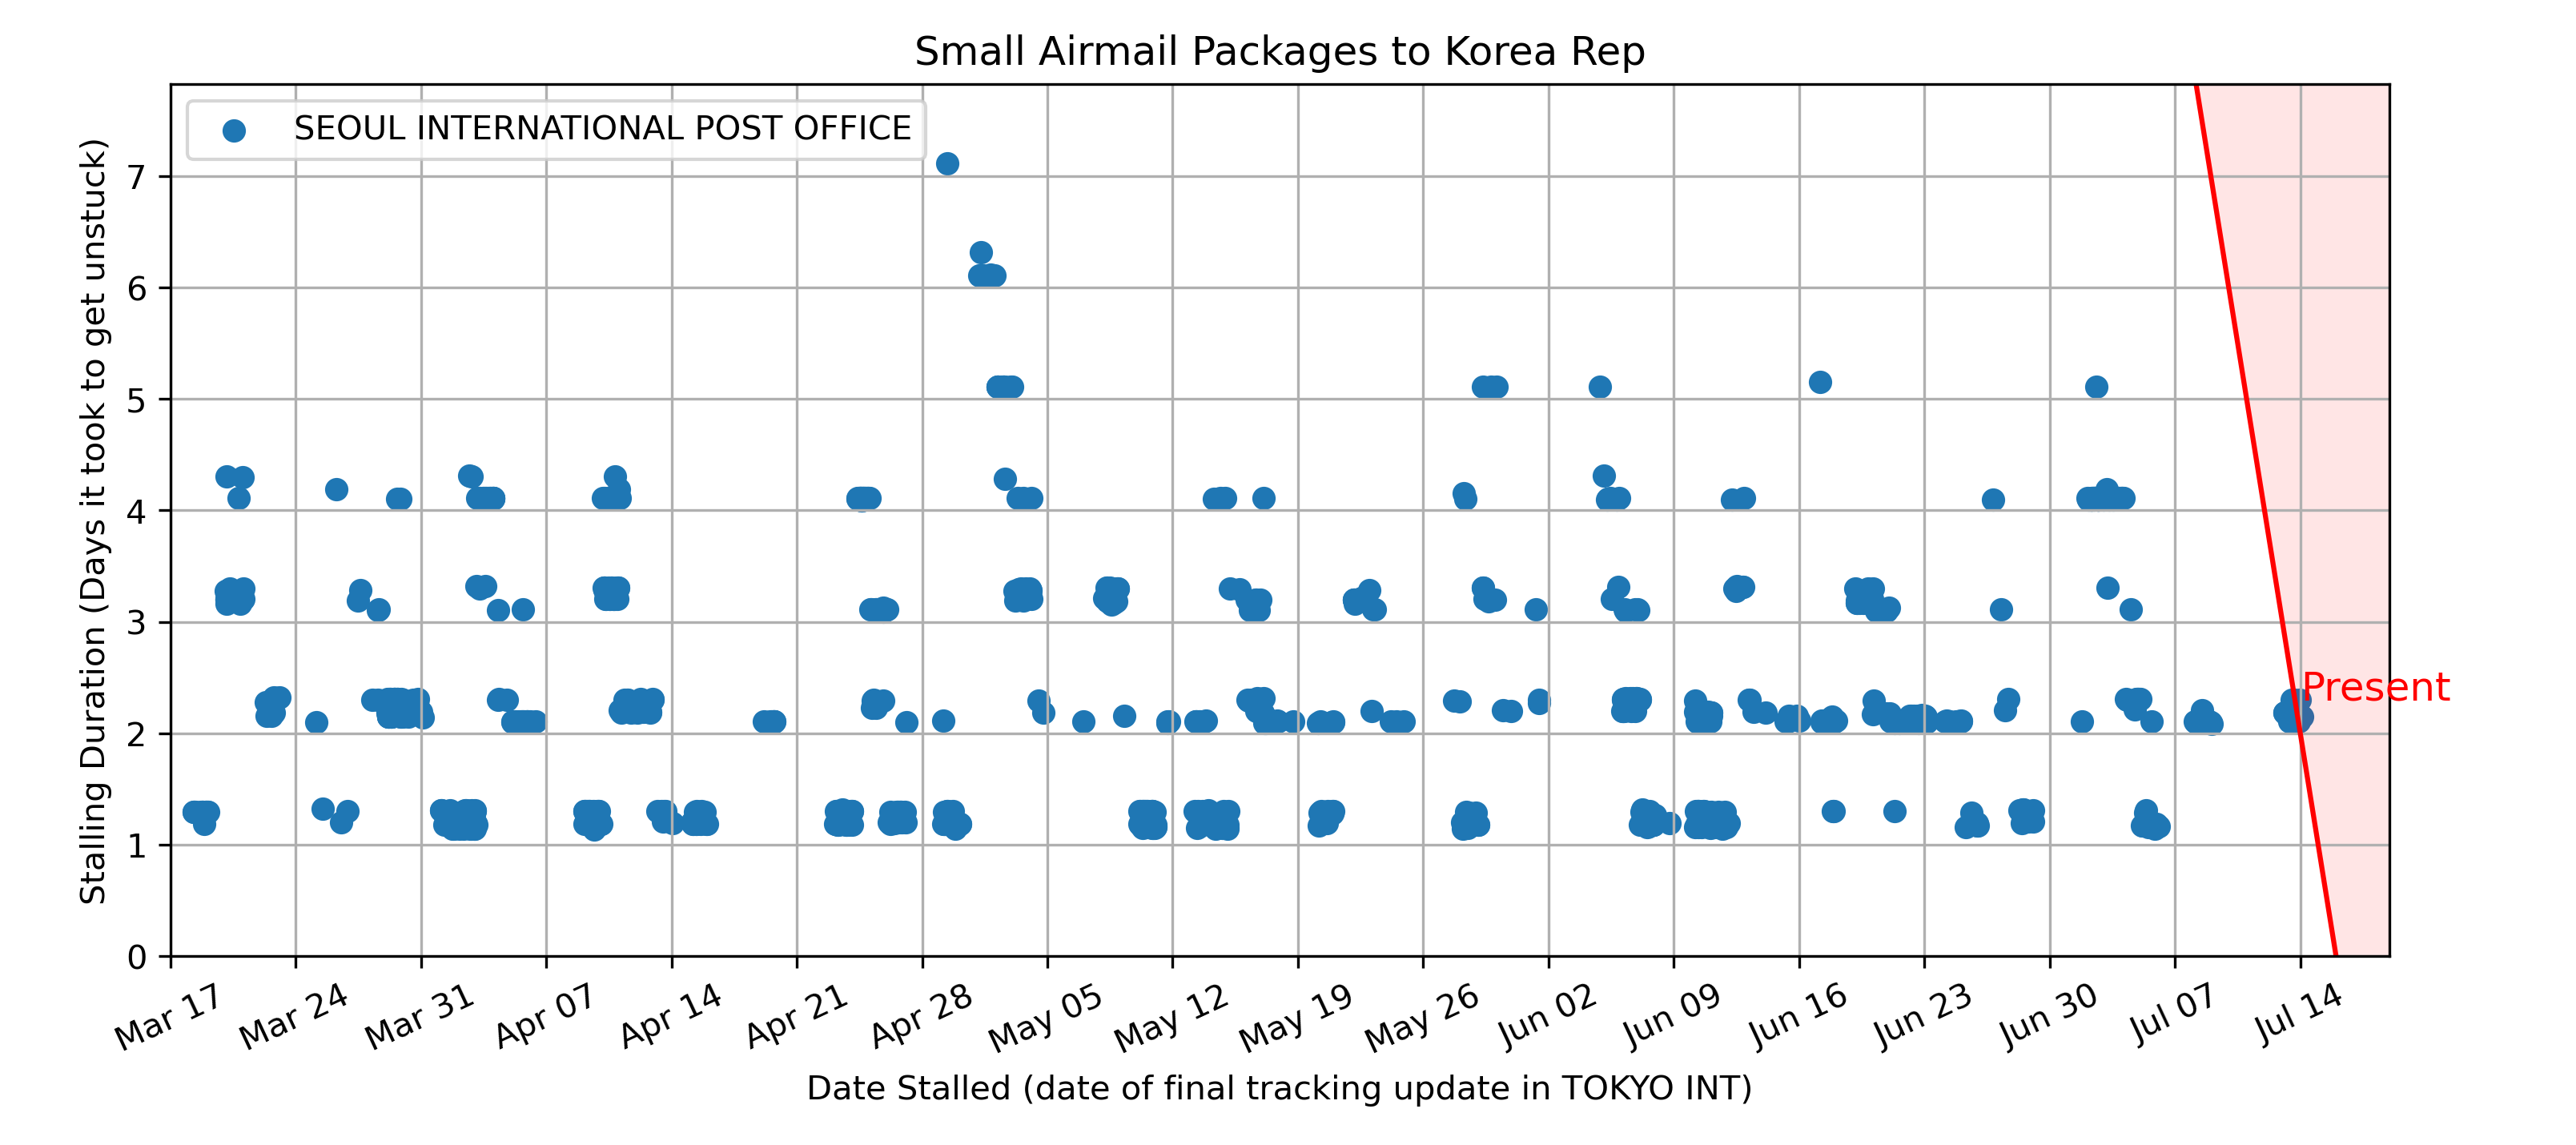 Small Airmail Packages to Korea Rep
SEOUL INTERNATIONAL POST OFFICE
Stalling Duration (Days it took to get unstuck)
7
6
5
4
3
2
1
0
Present
Mar 17
Mar 24
Mar 31
Apr 07
Apr 14
Apr 21
Apr 28
May 05
May 12
May 19
May 26
Jun 02
Jun 09
Jun 16
Jun 23
Jun 30
Jul 07
Jul 14
Date Stalled (date of final tracking update in TOKYO INT)